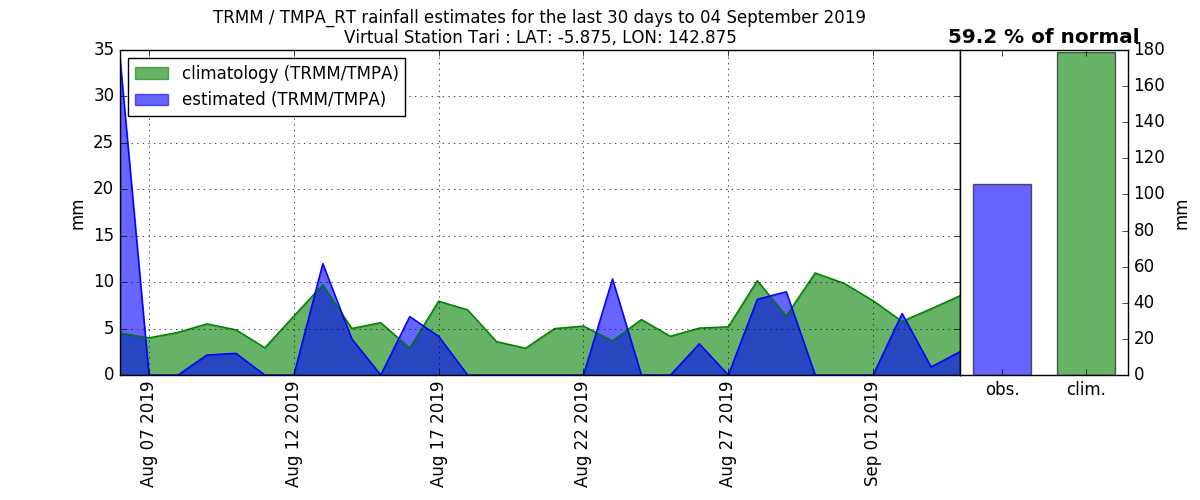 TRMM / TMPA_RT rainfall estimates for the last 30 days to 04 September 2019
Virtual Station Tari : LAT: -5.875, LON: 142.875
59.2 % of normal
climatology (TRMM/TMPA)
estimated (TRMM/TMPA)
mm
35
30
25
20
15
10
5
0
Aug 07 2019
Aug 12 2019
Aug 17 2019
Aug 22 2019
Aug 27 2019
Sep 01 2019
180
160
140
120
100
80
60
40
20
0
mm
obs.
clim.